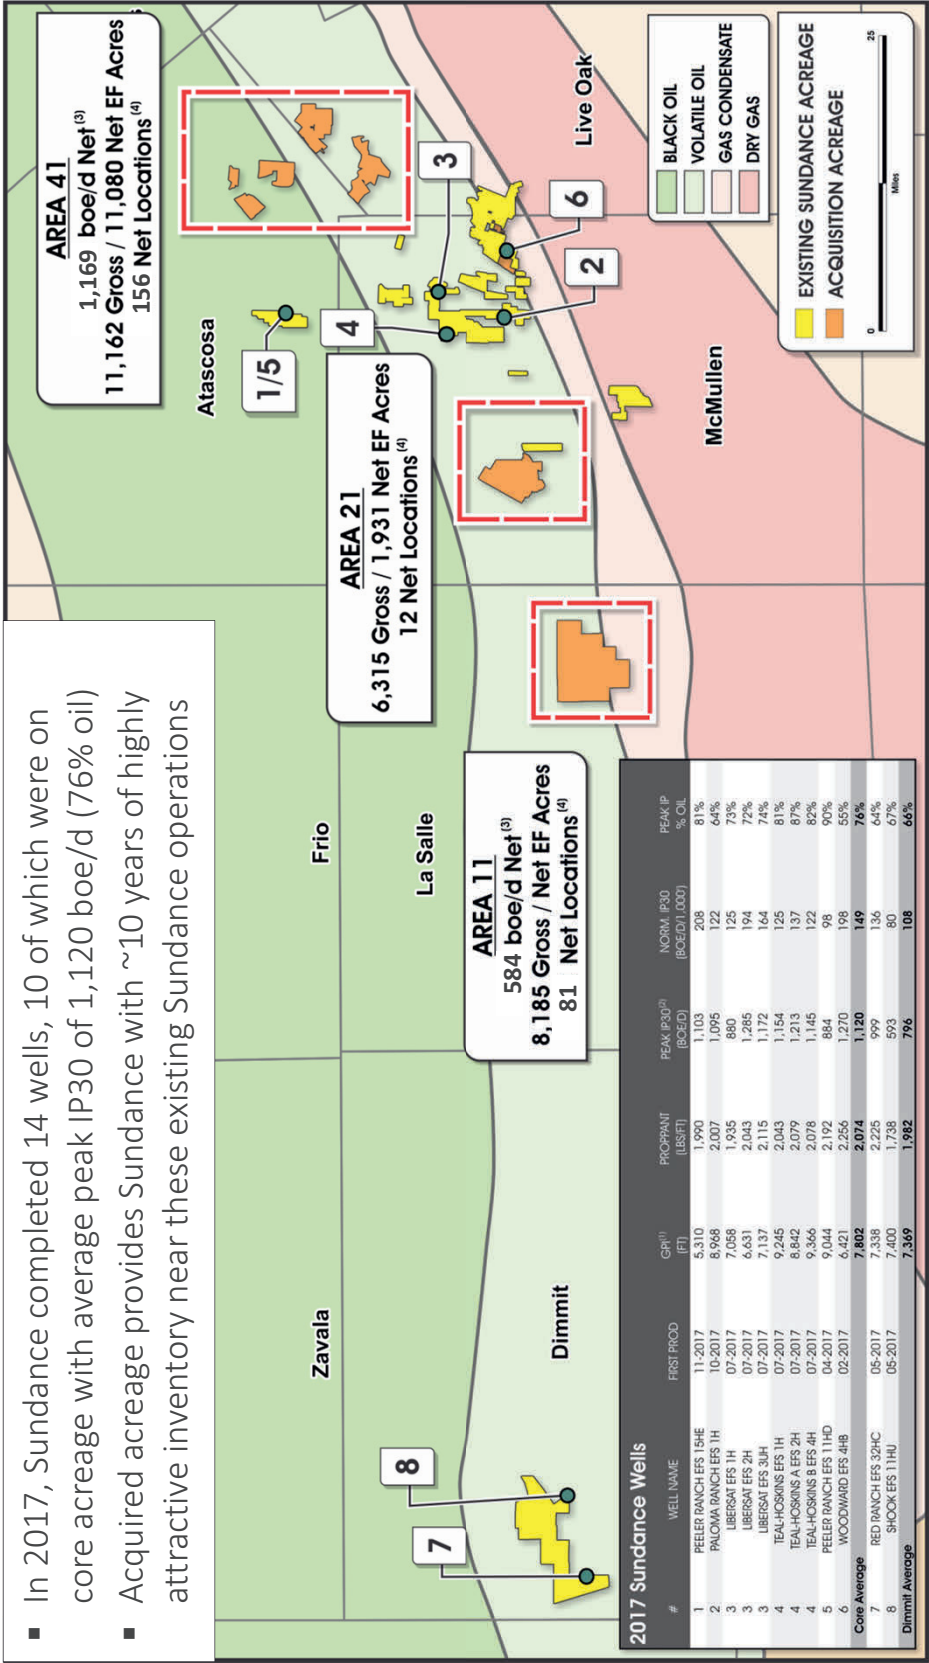 ▪ In 2017, Sundance completed 14 wells, 10 of which were on
core acreage with average peak IP30 of 1,120 boe/d (76% oil)
▪ Acquired acreage provides Sundance with ~10 years of highly
attractive inventory near these existing Sundance operations
AREA 41
1,169 boe/d Net (3)
11,162 Gross / 11,080 Net EF Acres
156 Net Locations (4)
Atascosa
1/5
4
3
6
2
Live Oak
McMullen
AREA 21
6,315 Gross / 1,931 Net EF Acres
12 Net Locations (4)
Frio
La Salle
AREA 11
584 boe/d Net (3)
8,185 Gross / Net EF Acres
81 Net Locations (4)
Zavala
Dimmit
8
7
BLACK OIL
VOLATILE OIL
GAS CONDENSATE
DRY GAS
EXISTING SUNDANCE ACREAGE
ACQUISITION ACREAGE
0 25
Miles
2017 Sundance Wells
# WELL NAME FIRST PROD GPI(1) (FT) PROPPANT (LBS/FT) PEAK IP30(2) (BOE/D) NORM. IP30 (BOE/D/1,000') PEAK IP % OIL
1 PEELER RANCH EFS 15HE 11-2017 5,310 1,990 1,103 208 81%
2 PALOMA RANCH EFS 1H 10-2017 8,968 2,007 1,095 122 64%
3 LIBERSAT EFS 1H 07-2017 7,058 1,935 880 125 73%
3 LIBERSAT EFS 2H 07-2017 6,631 2,043 1,285 194 72%
3 LIBERSAT EFS 3UH 07-2017 7,137 2,115 1,172 164 74%
4 TEAL-HOSKINS EFS 1H 07-2017 9,245 2,043 1,154 125 81%
4 TEAL-HOSKINS A EFS 2H 07-2017 8,842 2,079 1,213 137 87%
4 TEAL-HOSKINS B EFS 4H 07-2017 9,366 2,078 1,145 122 82%
5 PEELER RANCH EFS 11HD 04-2017 9,044 2,192 884 98 90%
6 WOODWARD EFS 4HB 02-2017 6,421 2,256 1,270 198 55%
Core Average 7,802 2,074 1,120 149 76%
7 RED RANCH EFS 32HC 05-2017 7,338 2,225 999 136 64%
8 SHOOK EFS 11HU 05-2017 7,400 1,738 593 80 67%
Dimmit Average 7,369 1,982 796 108 66%